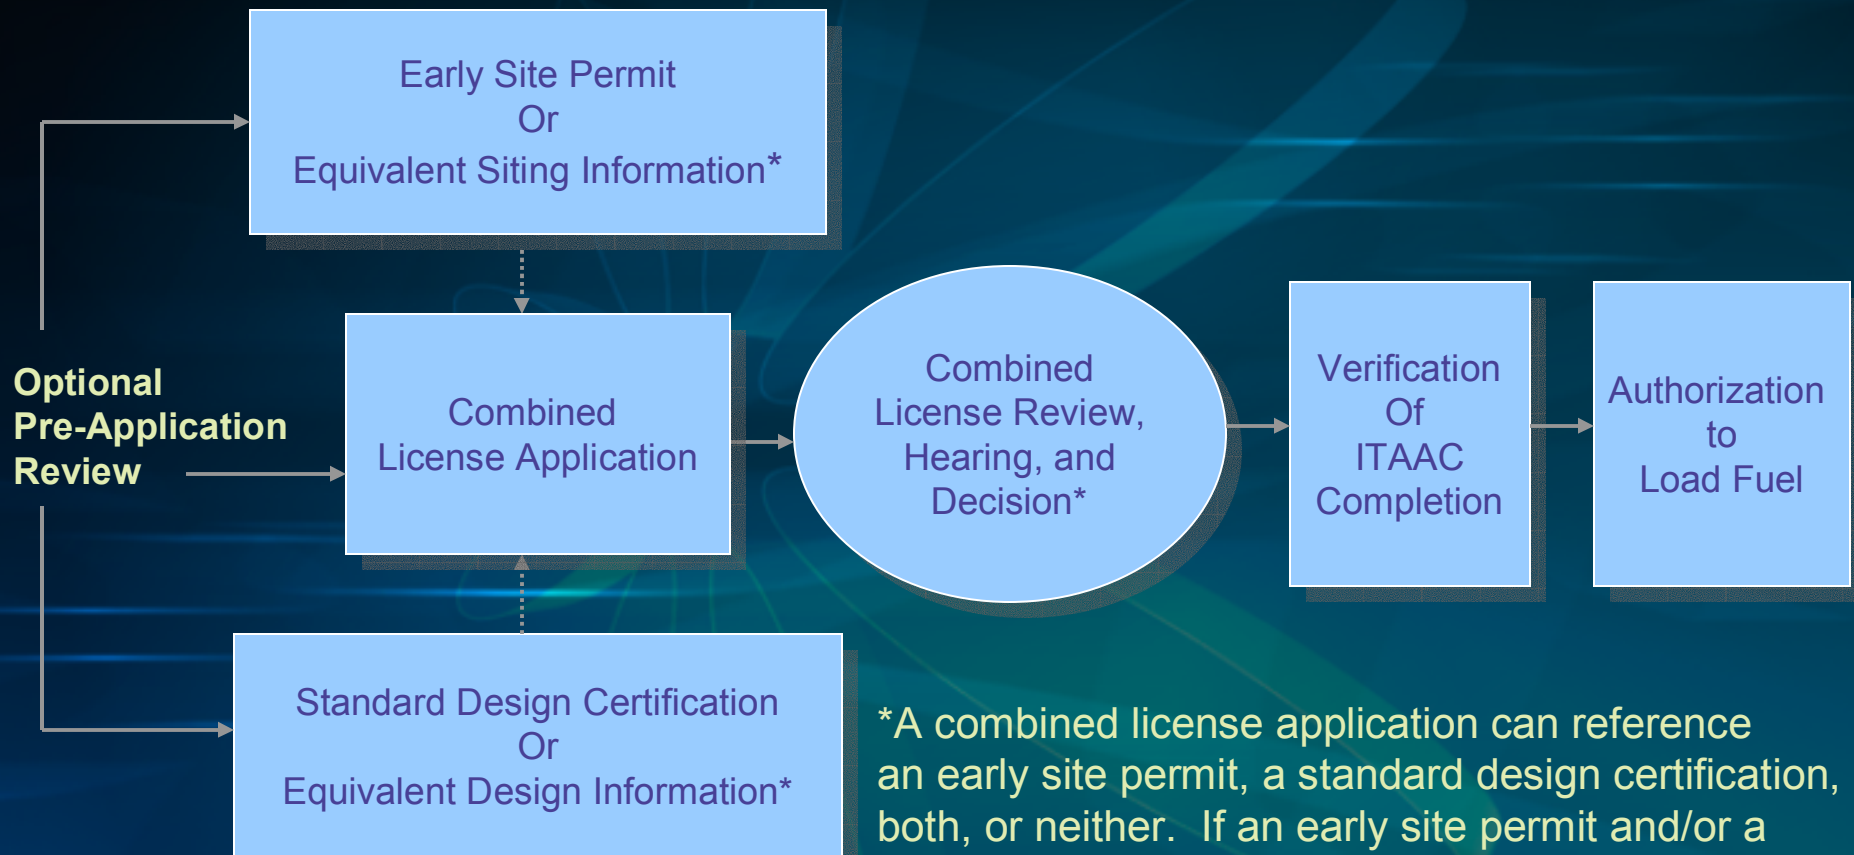 Early Site Permit
Or
Equivalent Siting Information*
Optional
Pre-Application
Review
Combined
License Application
Combined
License Review,
Hearing, and
Decision*
Verification
Of
ITAAC
Completion
Authorization
to
Load Fuel
Standard Design Certification
Or
Equivalent Design Information*
*A combined license application can reference
an early site permit, a standard design certification,
both, or neither.  If an early site permit and/or a